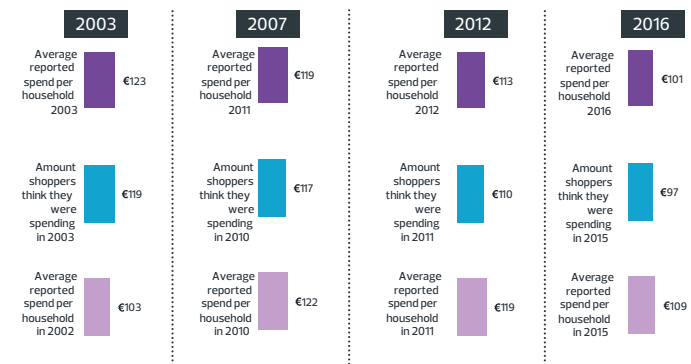 2003
Average
reported
spend per
household
2003
€123
Amount
shoppers
think they
were
spending
in 2003
€119
Average
reported
spend per
household
in 2002
€103
2007
Average
reported
spend per
household
2011
€119
Amount
shoppers
think they
were
spending
in 2010
€117
Average
reported
spend per
household
in 2010
€122
2012
Average
reported
spend per
household
2012
€113
Amount
shoppers
think they
were
spending
in 2011
€110
Average
reported
spend per
household
in 2011
€119
2016
Average
reported
spend per
household
2016
€101
Amount
shoppers
think they
were
spending
in 2015
€97
Average
reported
spend per
household
in 2015
€109